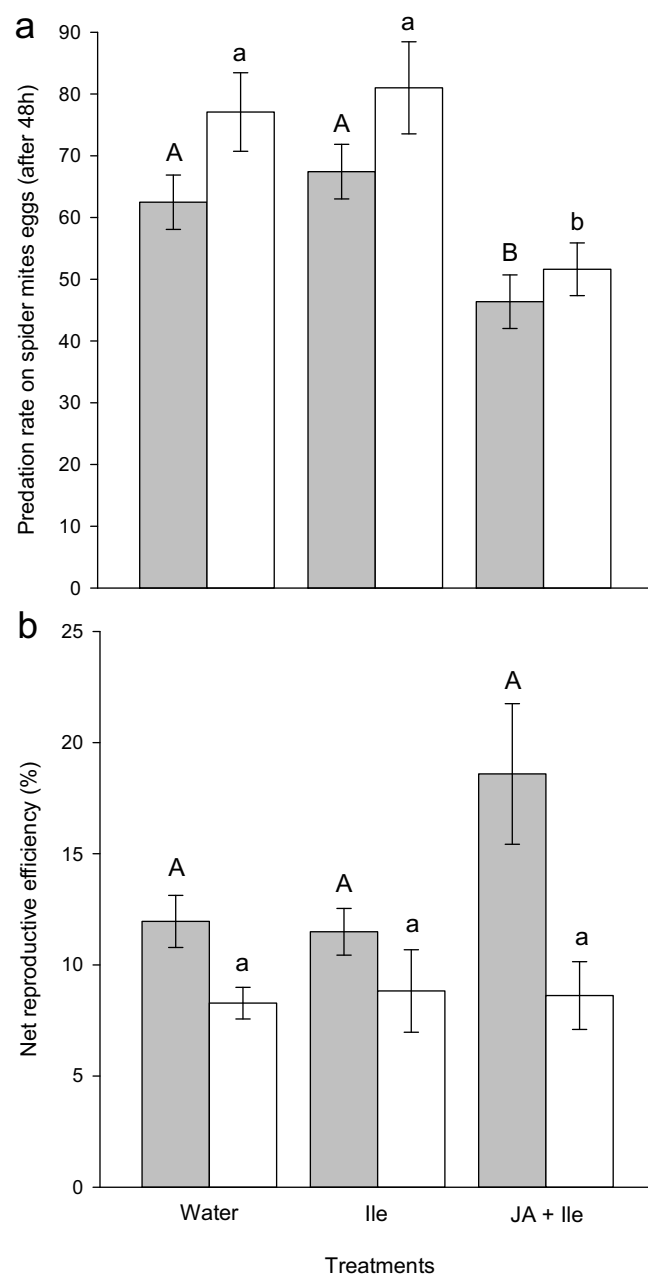 a
Predation rate on spider mites eggs (after 48h)
90
80
70
60
50
40
30
20
10
0
A
a
A
a
B
b
b
Net reproductive efficiency (%)
25
20
15
10
5
0
A
a
A
a
A
a
Water
Ile
JA + Ile
Treatments